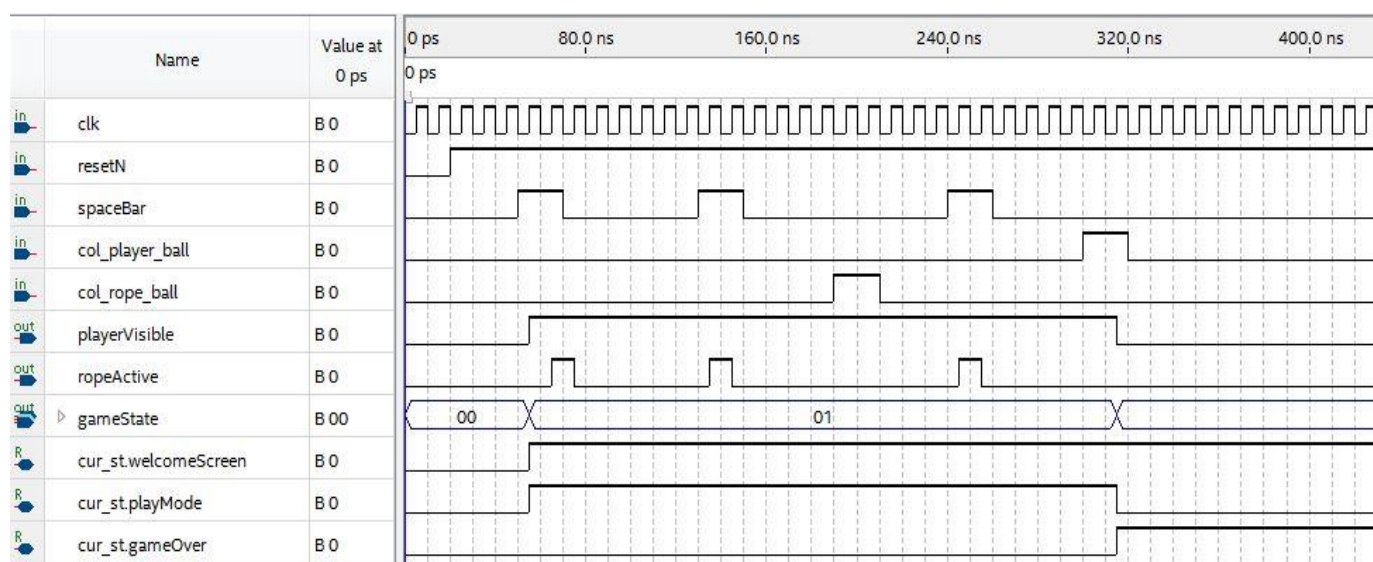 Name
Value at
0 ps
0 ps
80.0 ns
160.0 ns
240.0 ns
320.0 ns
400.0 ns
0 ps
in
clk
B 0
in
resetN
B 0
in
spaceBar
B 0
in
col_player_ball
B 0
in
col_rope_ball
B 0
out
playerVisible
B 0
out
ropeActive
B 0
out
gameState
B 00
00
01
R
cur_st.welcomeScreen
B 0
R
cur_st.playMode
B 0
R
cur_st.gameOver
B 0